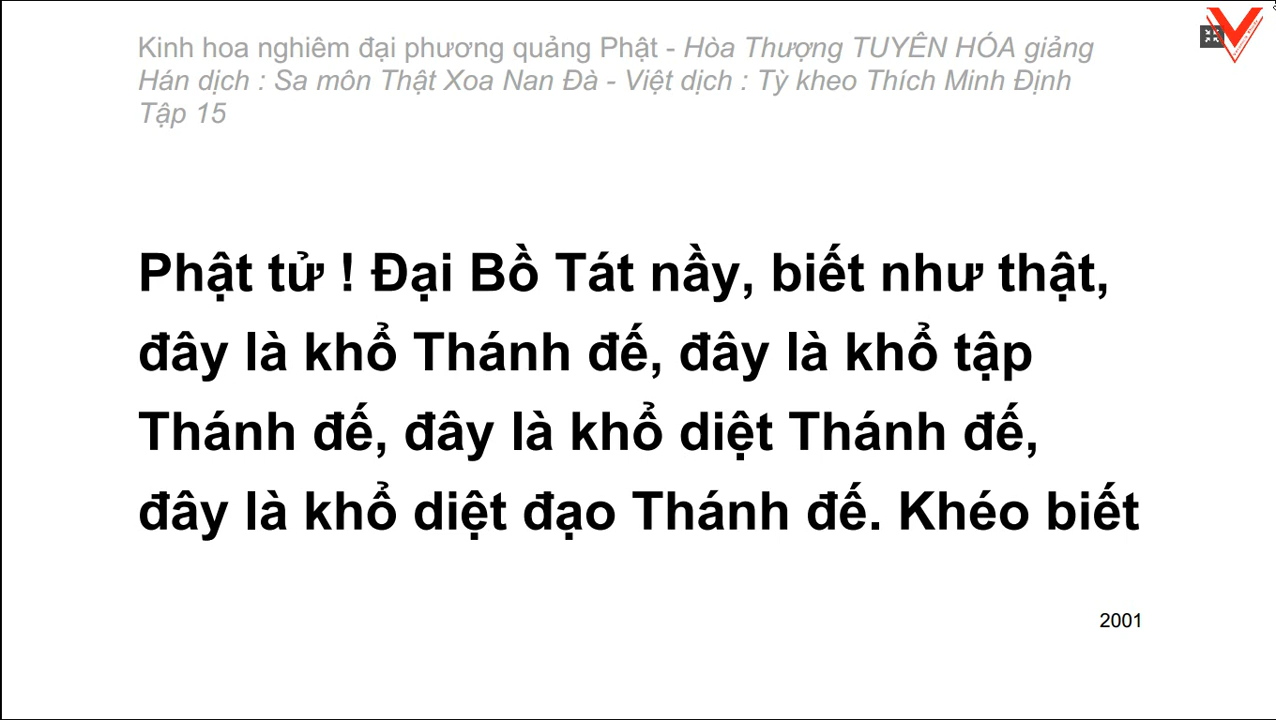 Kinh hoa nghiêm đại phương quảng Phật - Hòa Thượng TUYÊN HÓA giảng
Hán dịch : Sa môn Thật Xoa Nan Đà - Việt dịch : Tỳ kheo Thích Minh Định
Tập 15
Phật tử ! Đại Bồ Tát nầy, biết như thật,
đây là khổ Thánh đế, đây là khổ tập
Thánh đế, đây là khổ diệt Thánh đế,
đây là khổ diệt đạo Thánh đế. Khéo biết
2001